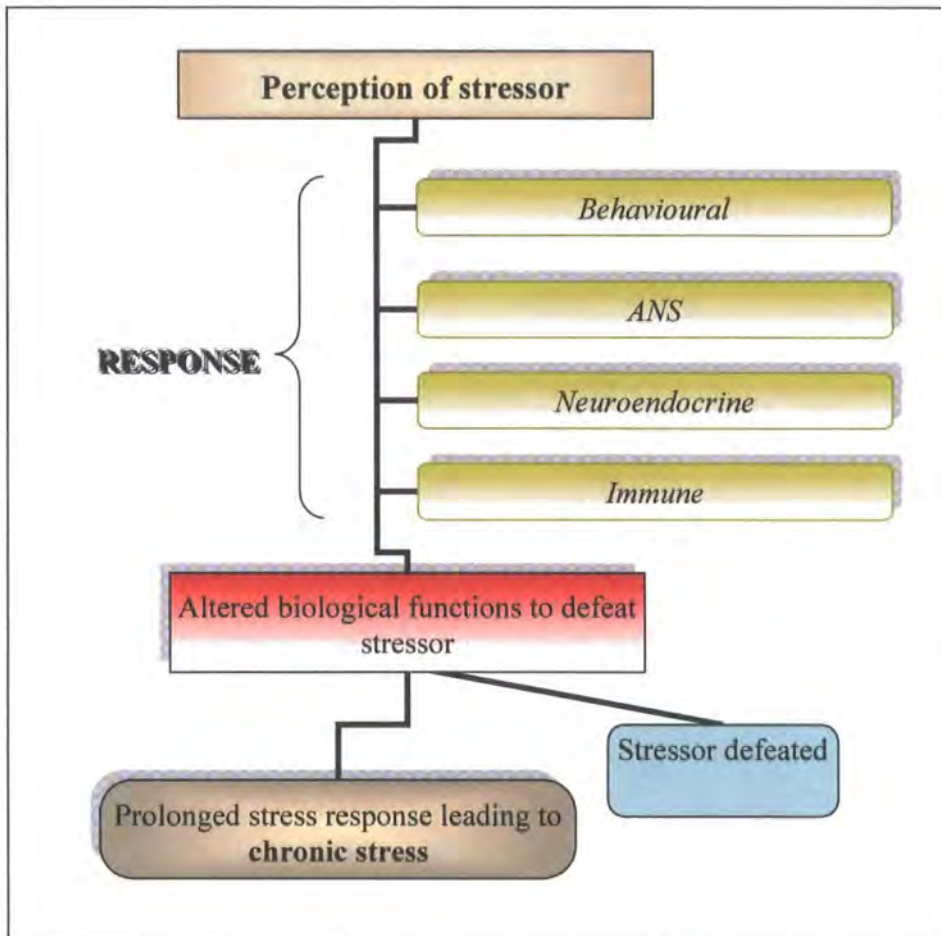 Perception of stressor
Behavioural
ANS
RESPONSE
Neuroendocrine
Immune
Altered biological functions to defeat
stressor
Stressor defeated
Prolonged stress response leading to
chronic stress